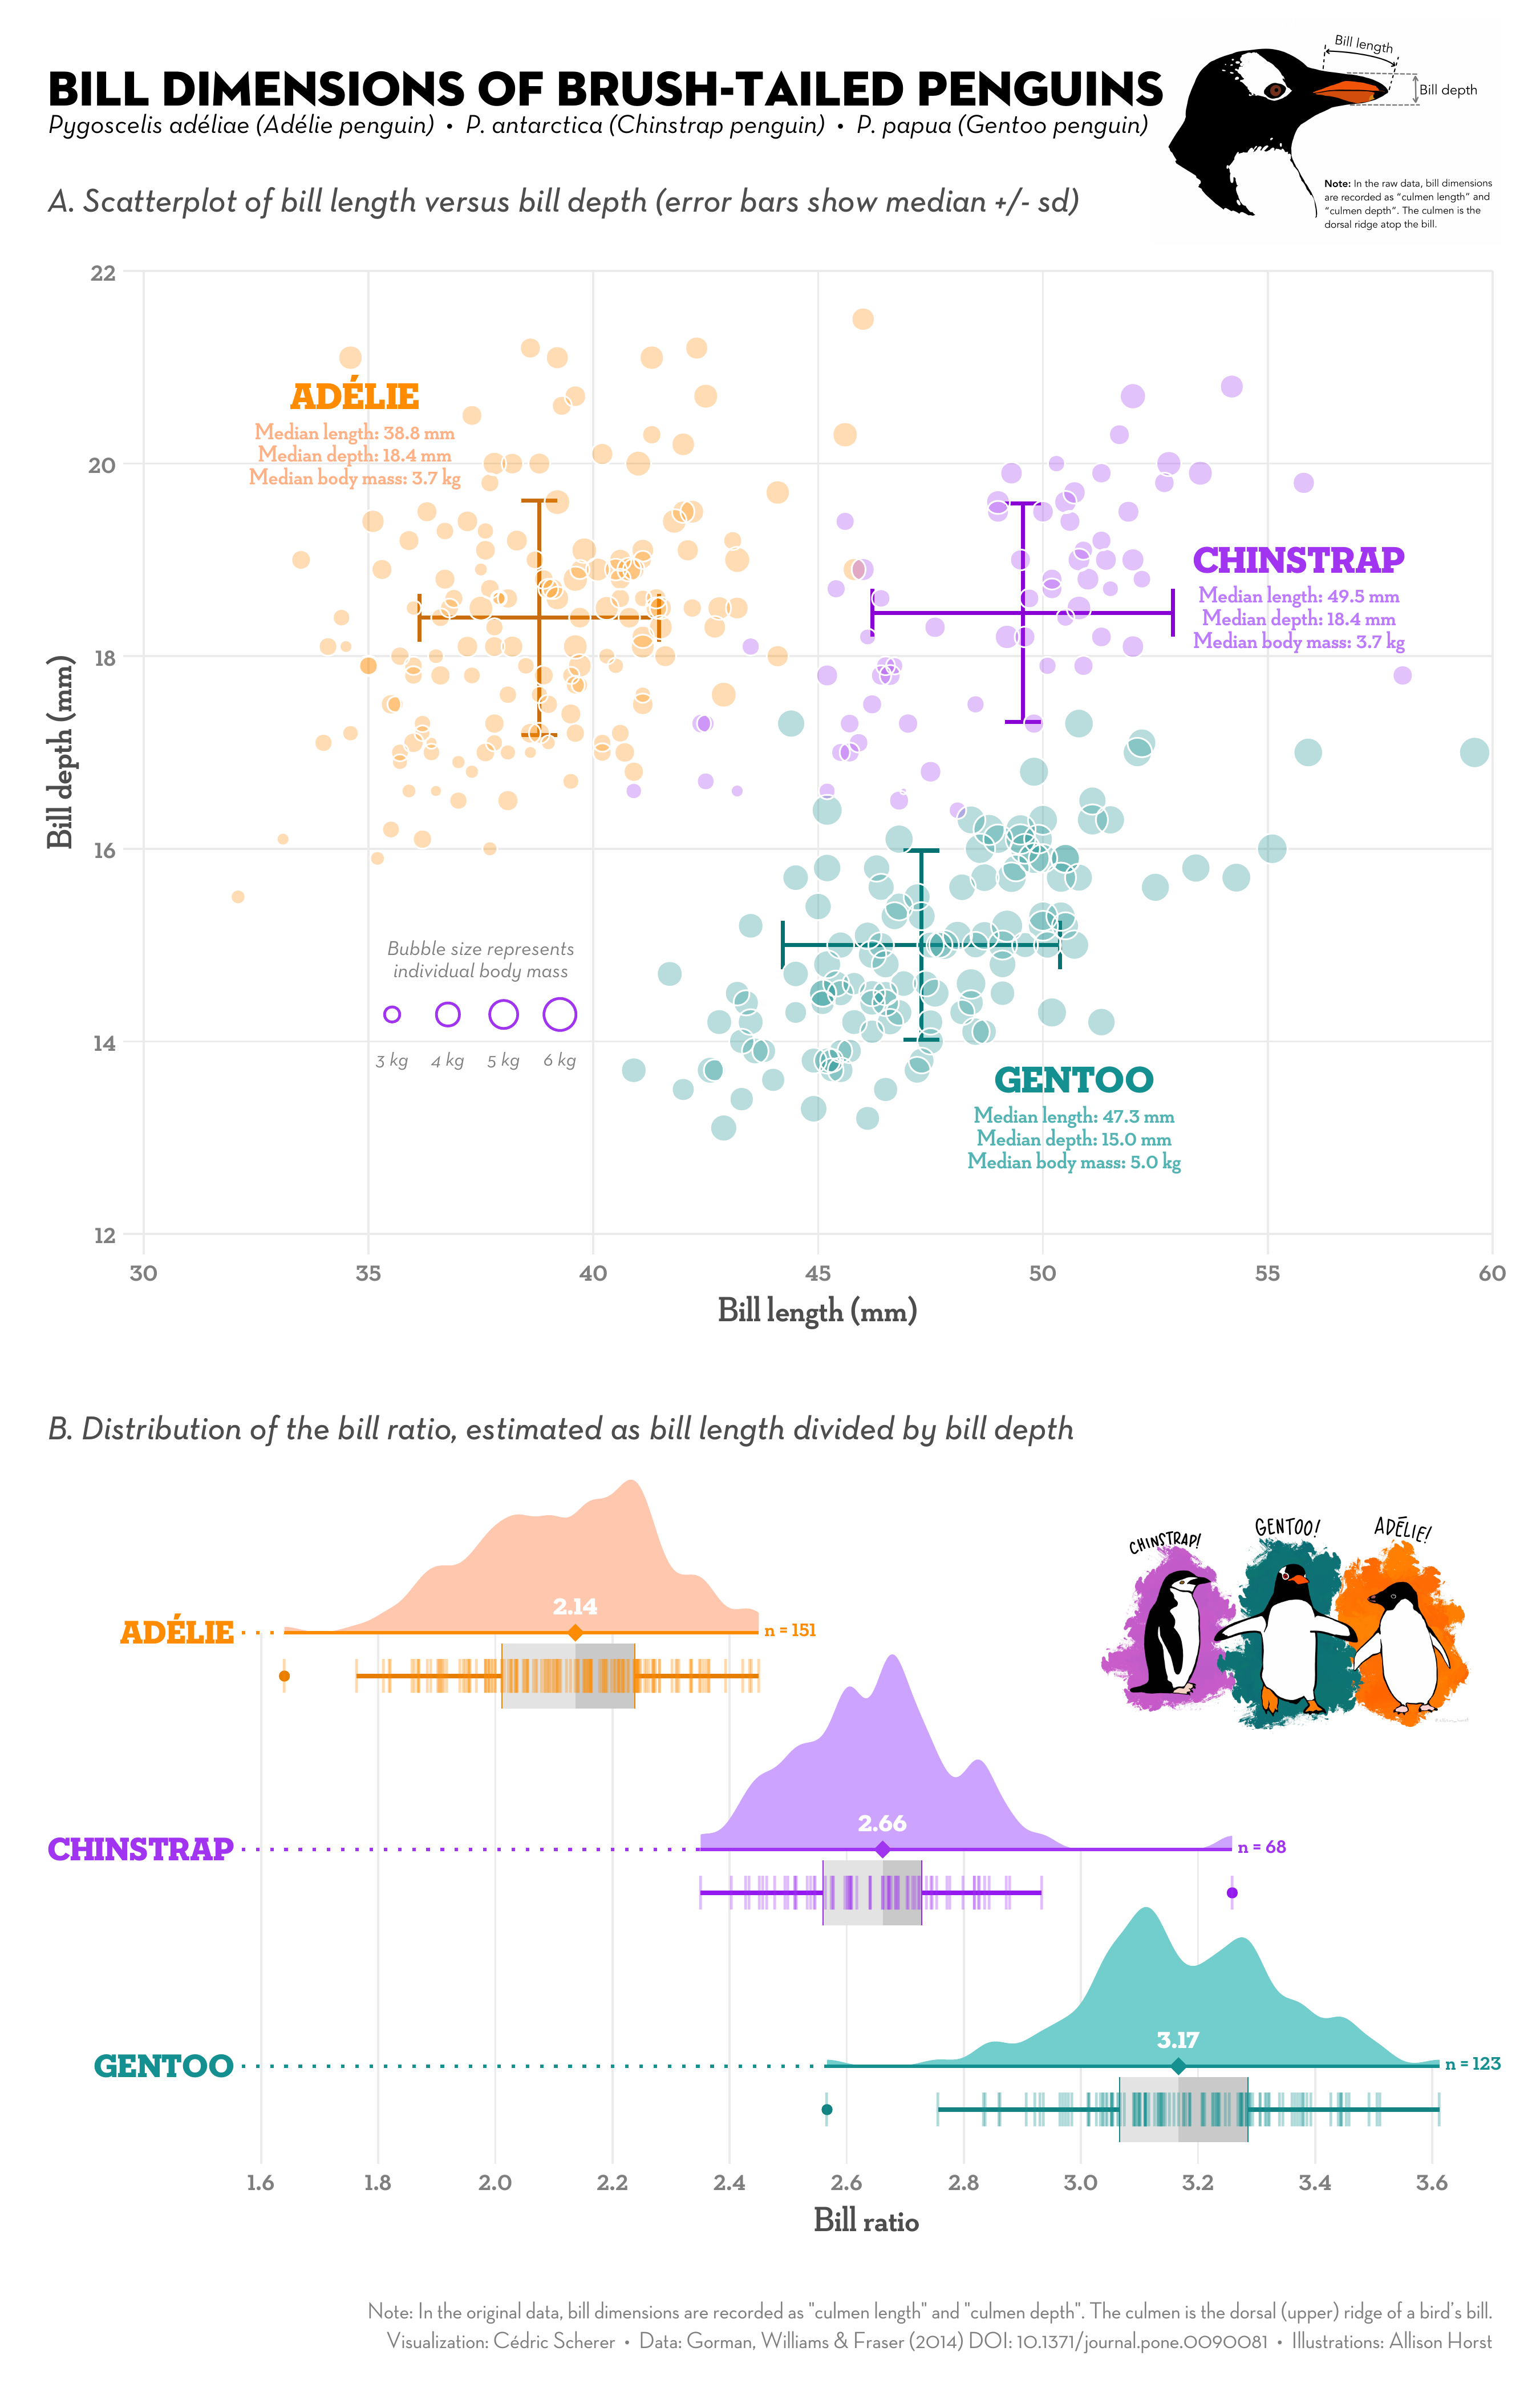 BILL DIMENSIONS OF BRUSH-TAILED PENGUINS
Pygoscelis adéliae (Adélie penguin) • P. antarctica (Chinstrap penguin) • P. papua (Gentoo penguin)
Bill length
Bill depth
Note: In the raw data, bill dimensions
are recorded as "culmen length" and
"culmen depth". The culmen is the
dorsal ridge atop the bill.
A. Scatterplot of bill length versus bill depth (error bars show median +/- sd)
22
20
18
16
14
12
Bill depth (mm)
ADÉLIE
Median length: 38.8 mm
Median depth: 18.4 mm
Median body mass: 3.7 kg
CHINSTRAP
Median length: 49.5 mm
Median depth: 18.4 mm
Median body mass: 3.7 kg
Bubble size represents
individual body mass
3 kg 4 kg 5 kg 6 kg
GENTOO
Median length: 47.3 mm
Median depth: 15.0 mm
Median body mass: 5.0 kg
30 35 40 45 50 55 60
Bill length (mm)
B. Distribution of the bill ratio, estimated as bill length divided by bill depth
CHINSTRAP! GENTOO! ADÉLIE!
ADÉLIE 2.14 n = 151
CHINSTRAP 2.66 n = 68
GENTOO 3.17 n = 123
1.6 1.8 2.0 2.2 2.4 2.6 2.8 3.0 3.2 3.4 3.6
Bill ratio
Note: In the original data, bill dimensions are recorded as "culmen length" and "culmen depth". The culmen is the dorsal (upper) ridge of a bird's bill.
Visualization: Cédric Scherer • Data: Gorman, Williams & Fraser (2014) DOI: 10.1371/journal.pone.0090081 • Illustrations: Allison Horst